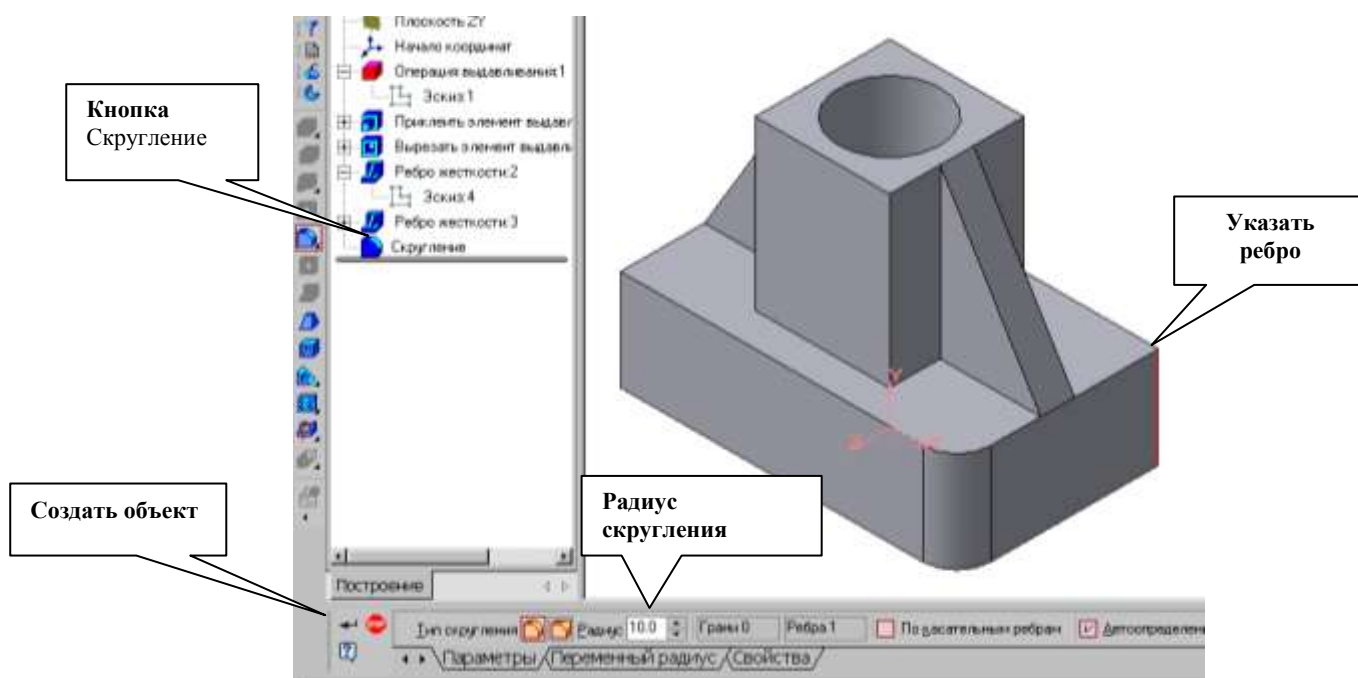 Плоскость ZY
Начало координат
Операция выдавливания:1
Эскиз:1
Приклеить элемент выдавл
Вырезать элемент выдавли
Ребро жесткости:2
Эскиз:4
Ребро жесткости:3
Скругление
Кнопка
Скругление
Указать
ребро
Y
Создать объект
Радиус
скругления
Построение
Тип скругления Радиус 10.0 Грани 0 Ребра 1 По касательным ребрам Автоопределени
Параметры Переменный радиус Свойства